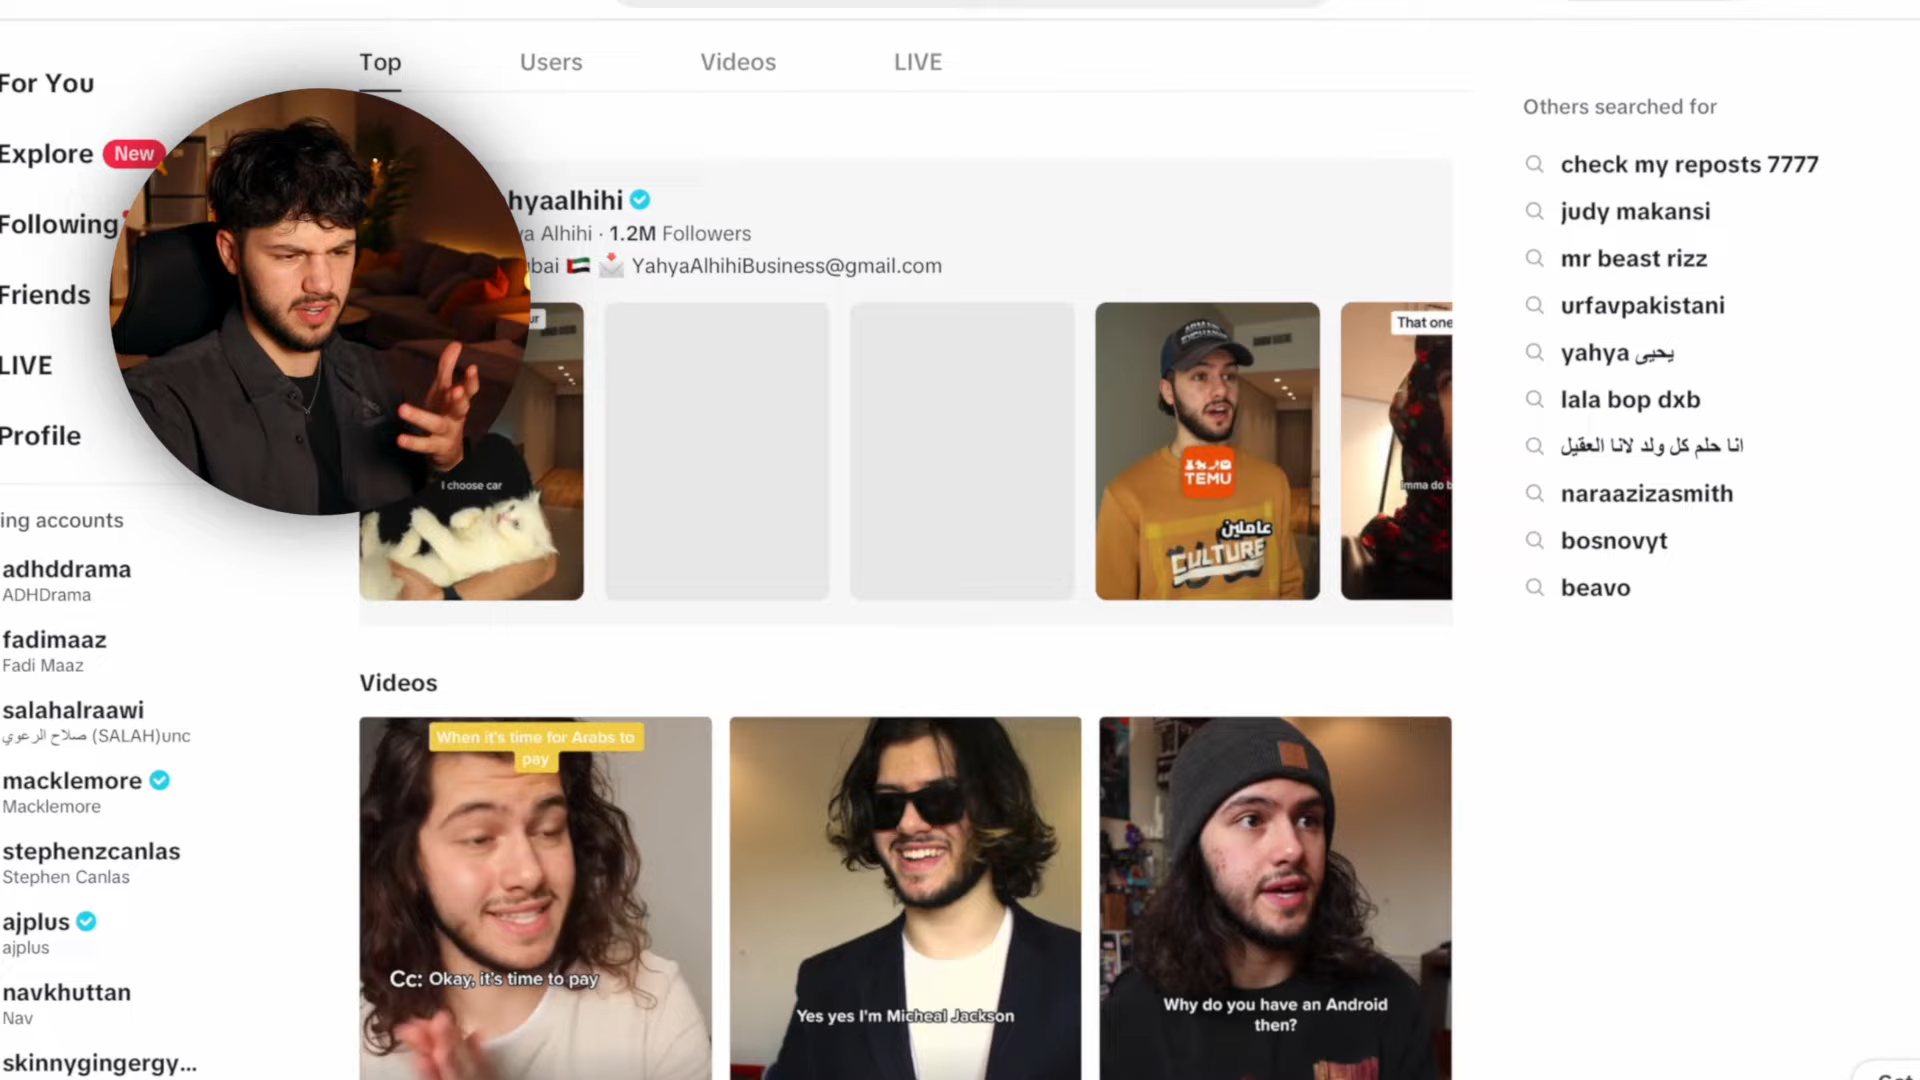 Top
Users
Videos
LIVE
For You
Explore
New
Following
Friends
LIVE
Profile
ing accounts
adhddrama
ADHDrama
fadimaaz
Fadi Maaz
salahalraawi
صلاح الرعوي (SALAH)unc
macklemore
Macklemore
stephenzcanlas
Stephen Canlas
ajplus
ajplus
navkhuttan
Nav
skinnygingergy...
hyaalhihi
ya Alhihi · 1.2M Followers
bai 🇦🇪 📩 YahyaAlhihiBusiness@gmail.com
I choose car
TEMU
عاملين
CULTURE
That one
Imma do b
Videos
When it's time for Arabs to
pay
Cc: Okay, it's time to pay
Yes yes I'm Micheal Jackson
Why do you have an Android
then?
Others searched for
check my reposts 7777
judy makansi
mr beast rizz
urfavpakistani
yahya يحيى
lala bop dxb
انا حلم كل ولد لانا العقيل
naraazizasmith
bosnovyt
beavo